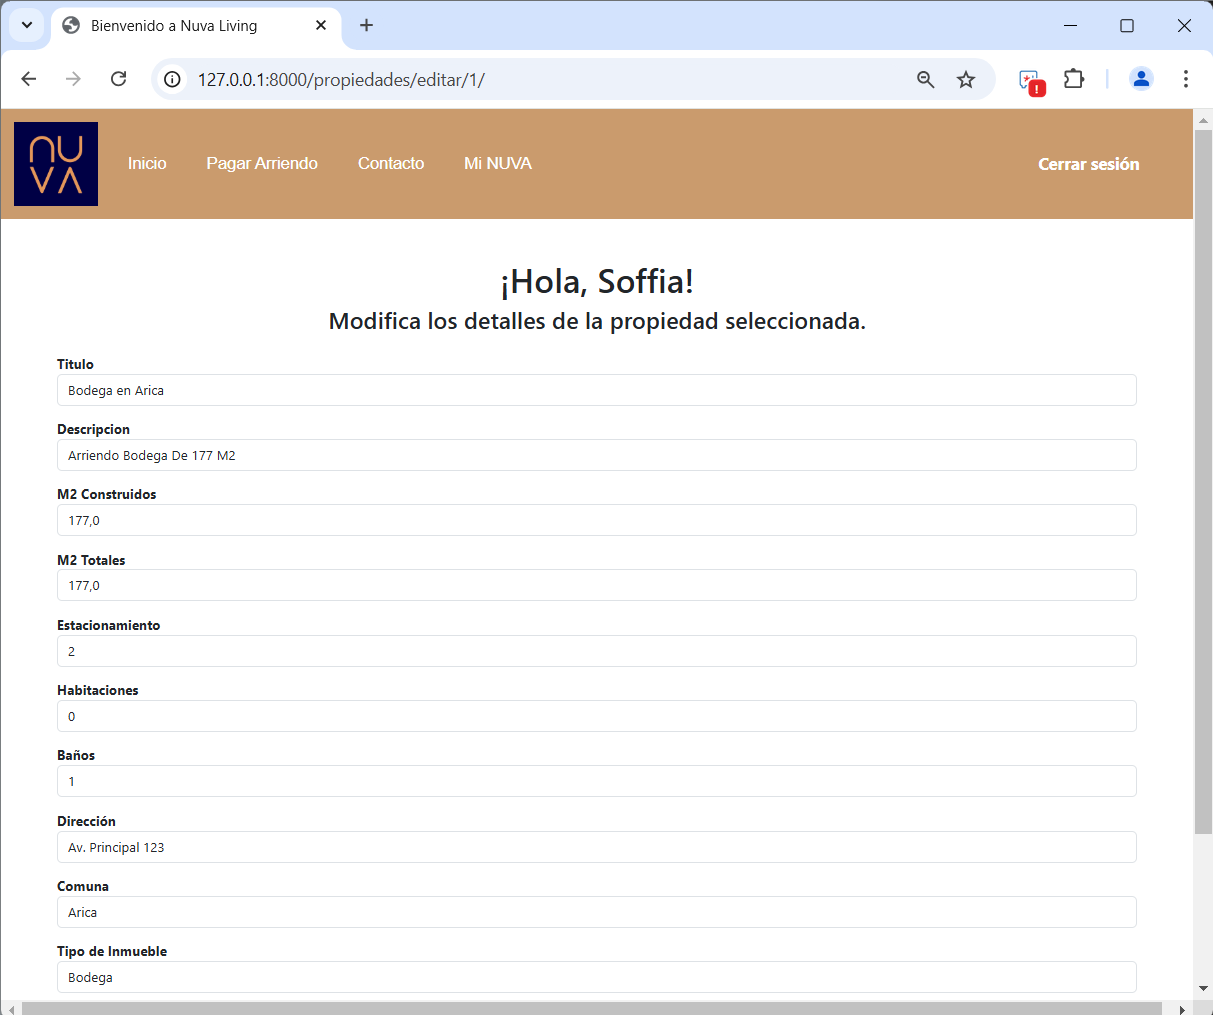 Bienvenido a Nuva Living
127.0.0.1:8000/propiedades/editar/1/
NU
VA
Inicio
Pagar Arriendo
Contacto
Mi NUVA
Cerrar sesión
¡Hola, Soffia!
Modifica los detalles de la propiedad seleccionada.
Titulo
Bodega en Arica
Descripcion
Arriendo Bodega De 177 M2
M2 Construidos
177,0
M2 Totales
177,0
Estacionamiento
2
Habitaciones
0
Baños
1
Dirección
Av. Principal 123
Comuna
Arica
Tipo de Inmueble
Bodega